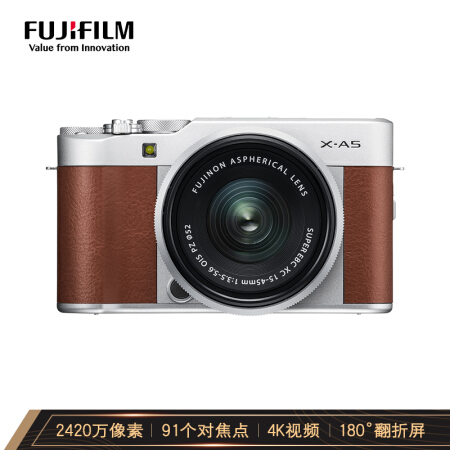 FUJIFILM
Value from Innovation
X-A5
FUJINON ASPHERICAL LENS
SUPER EBC XC 15-45mm 1:3.5-5.6 OIS PZ ø52
2420万像素|91个对焦点|4K视频|180°翻折屏